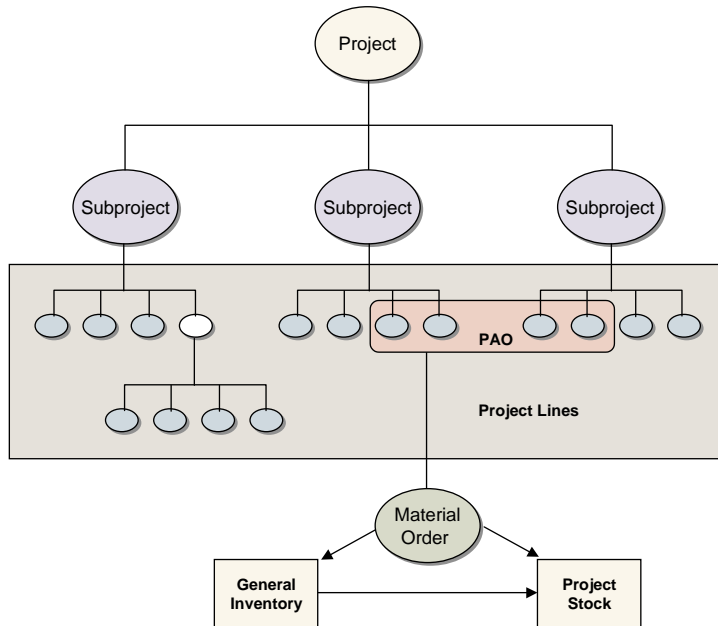 Project
Subproject
Subproject
Subproject
PAO
Project Lines
Material
Order
General
Inventory
Project
Stock